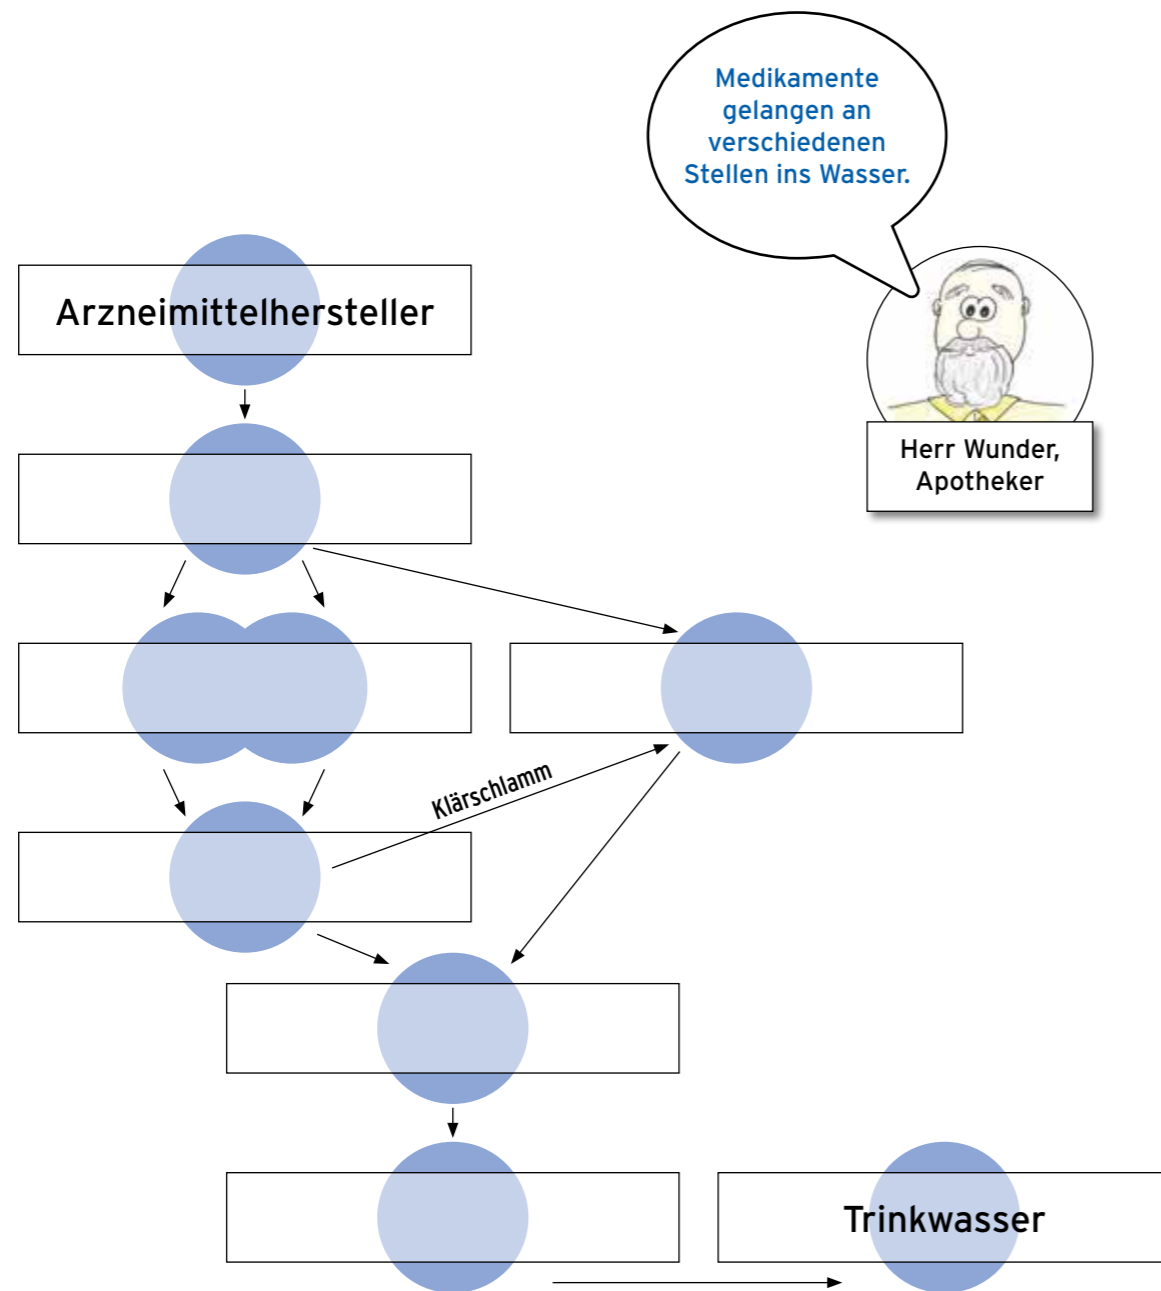 Medikamente
gelangen an
verschiedenen
Stellen ins Wasser.
Arzneimittelhersteller
Herr Wunder,
Apotheker
Klärschlamm
Trinkwasser